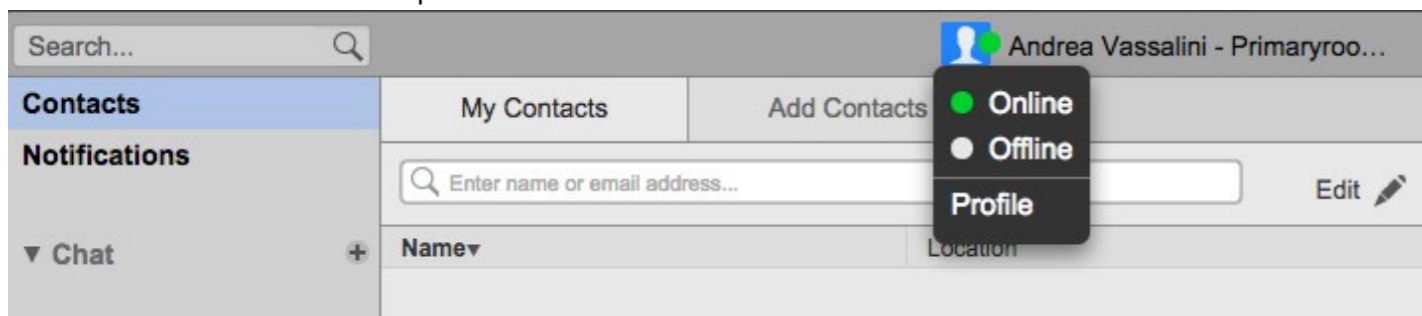 Search...
Andrea Vassalini - Primaryroo...
Contacts
My Contacts
Add Contacts
Online
Offline
Profile
Notifications
Enter name or email address...
Edit
Chat
Name
Location